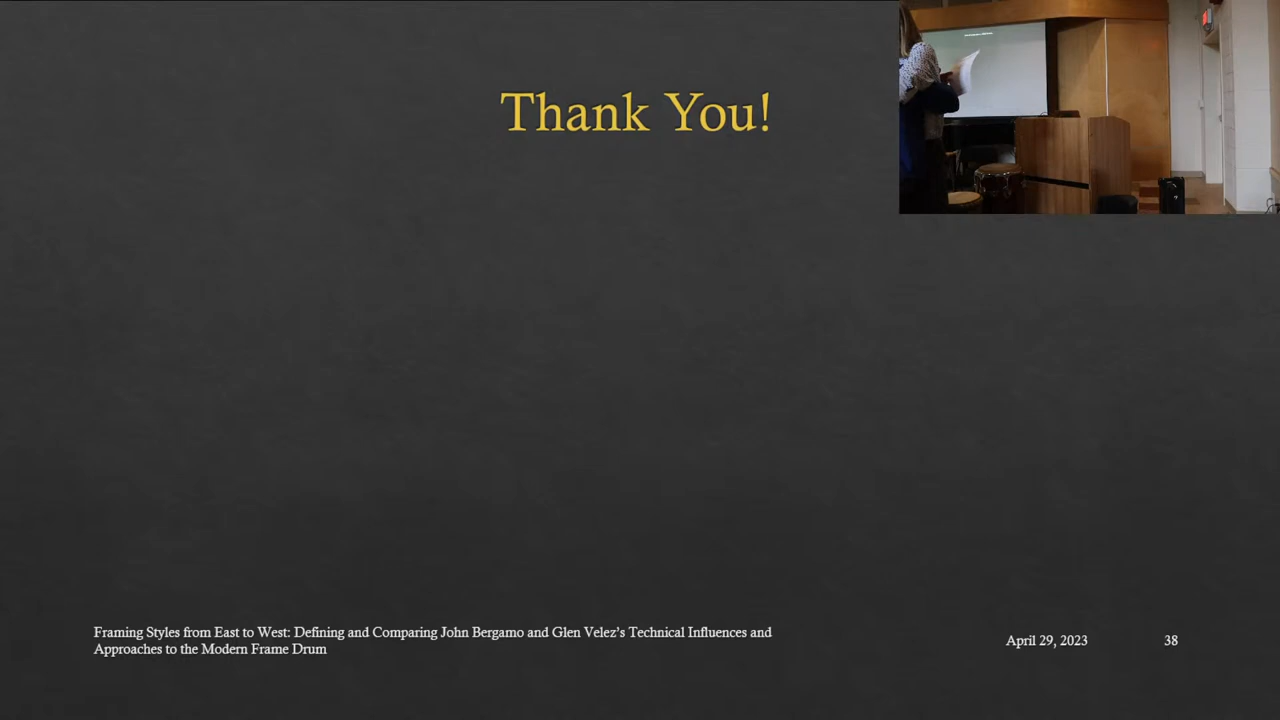 Thank You!
Framing Styles from East to West: Defining and Comparing John Bergamo and Glen Velez’s Technical Influences and
Approaches to the Modern Frame Drum
April 29, 2023
38